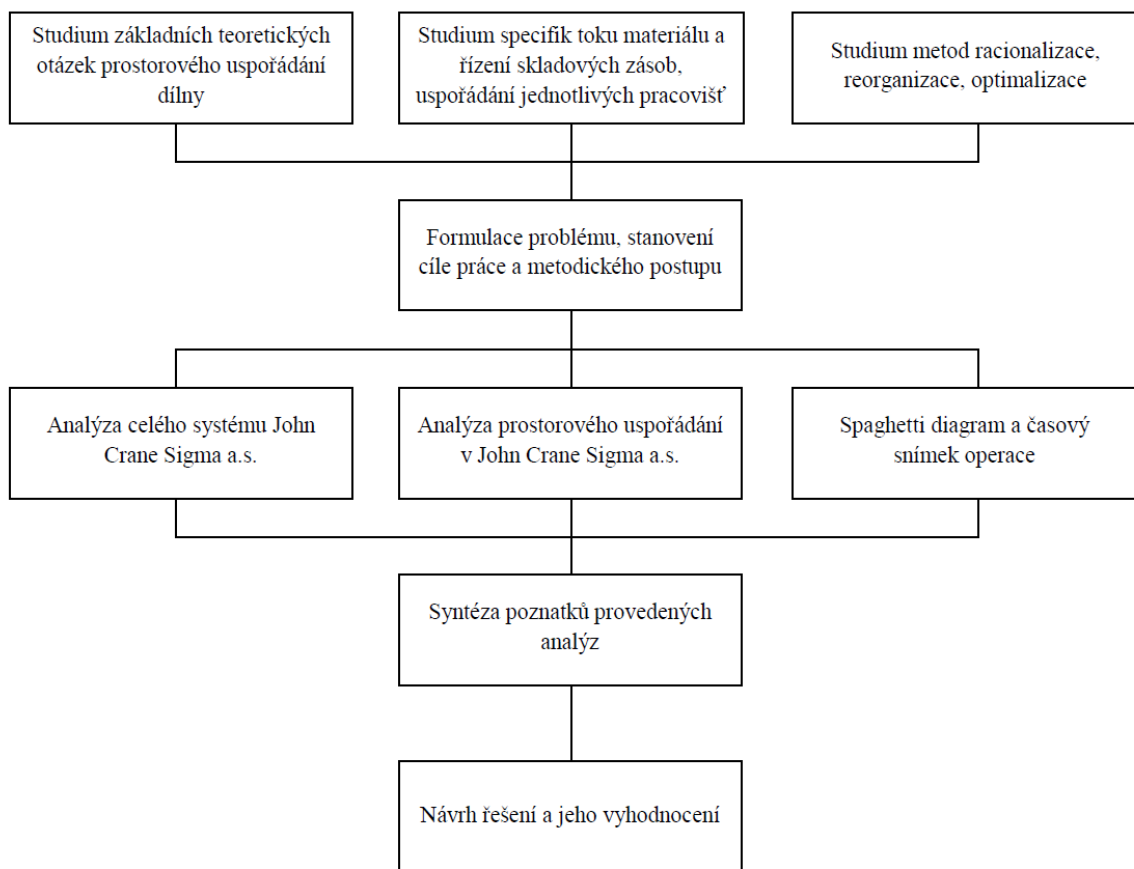 Studium základních teoretických
otázek prostorového uspořádání
dílny
Studium specifik toku materiálu a
řízení skladových zásob,
uspořádání jednotlivých pracovišť
Studium metod racionalizace,
reorganizace, optimalizace
Formulace problému, stanovení
cíle práce a metodického postupu
Analýza celého systému John
Crane Sigma a.s.
Analýza prostorového uspořádání
v John Crane Sigma a.s.
Spaghetti diagram a časový
snímek operace
Syntéza poznatků provedených
analýz
Návrh řešení a jeho vyhodnocení